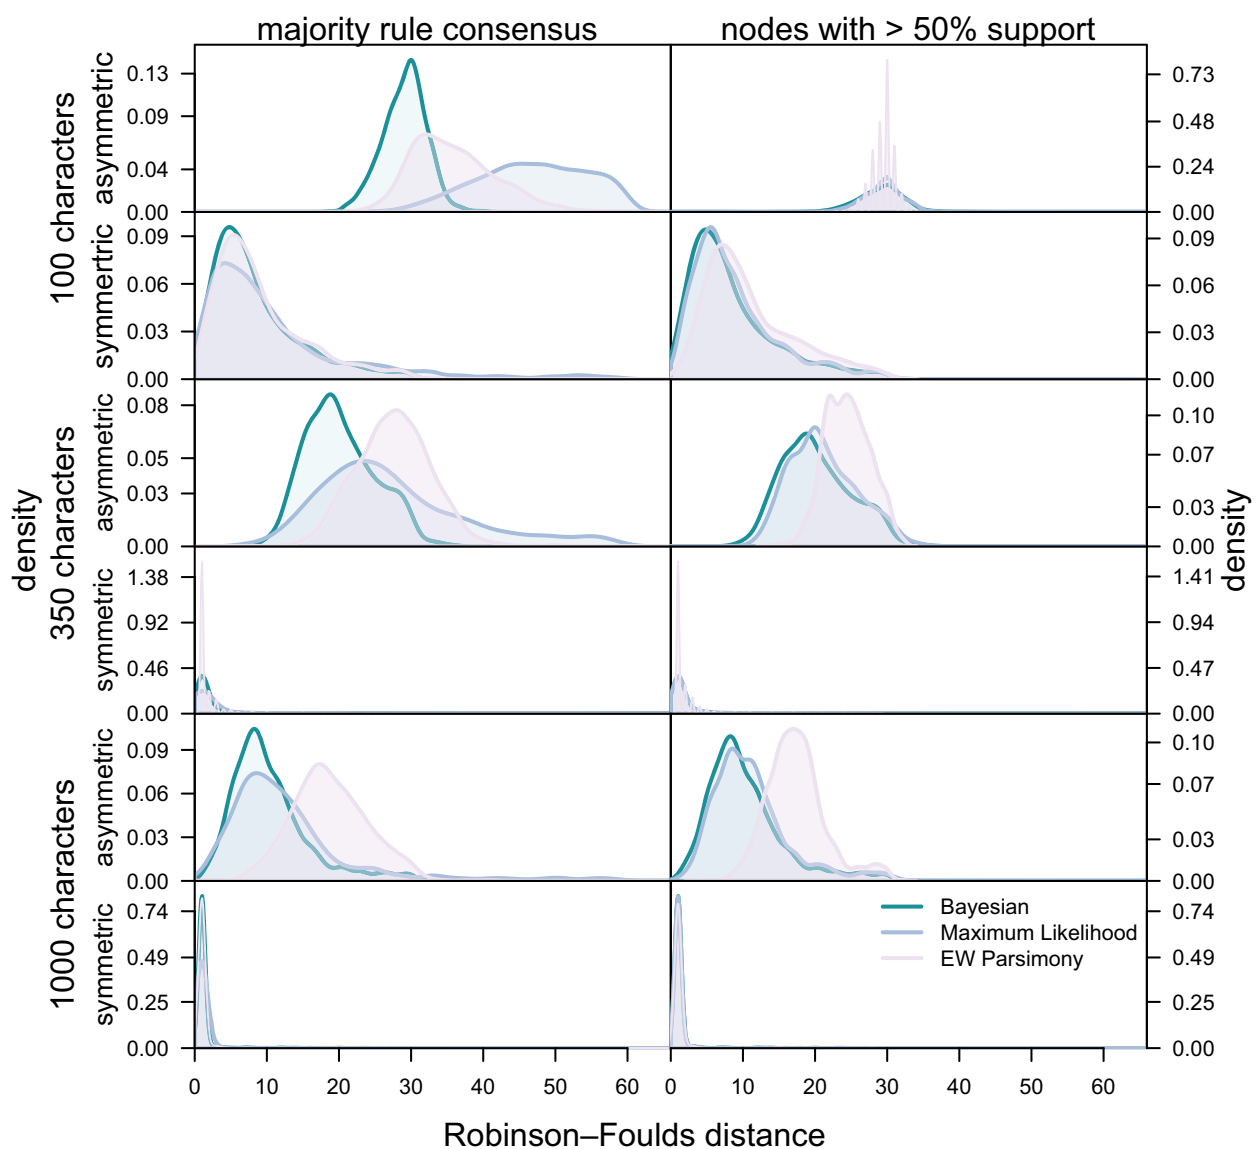 majority rule consensus
nodes with > 50% support
density
100 characters
asymmetric
0.13
0.09
0.04
0.00
0.73
0.48
0.24
0.00
symmertric
0.09
0.06
0.03
0.00
0.09
0.06
0.03
0.00
350 characters
asymmetric
0.08
0.05
0.03
0.00
0.10
0.07
0.03
0.00
symmetric
1.38
0.92
0.46
0.00
1.41
0.94
0.47
0.00
1000 characters
asymmetric
0.09
0.06
0.03
0.00
0.10
0.07
0.03
0.00
symmetric
0.74
0.49
0.25
0.00
0.74
0.49
0.25
0.00
density
Bayesian
Maximum Likelihood
EW Parsimony
0 10 20 30 40 50 60
0 10 20 30 40 50 60
Robinson–Foulds distance